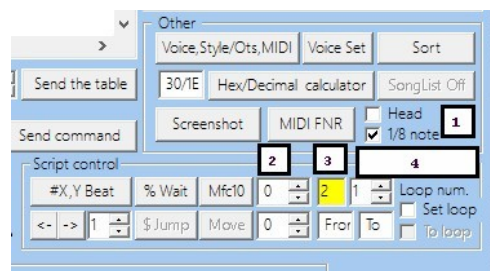 Other
Voice,Style/Ots,MIDI Voice Set Sort
Send the table 30/1E Hex/Decimal calculator SongList Off
Screenshot MIDI FNR Head 1
Send command 1/8 note
2 3 4
Script control
#X,Y Beat % Wait Mfc10 0 2 1 Loop num.
Set loop
<- -> 1 $ Jump Move 0 Fror To To loop